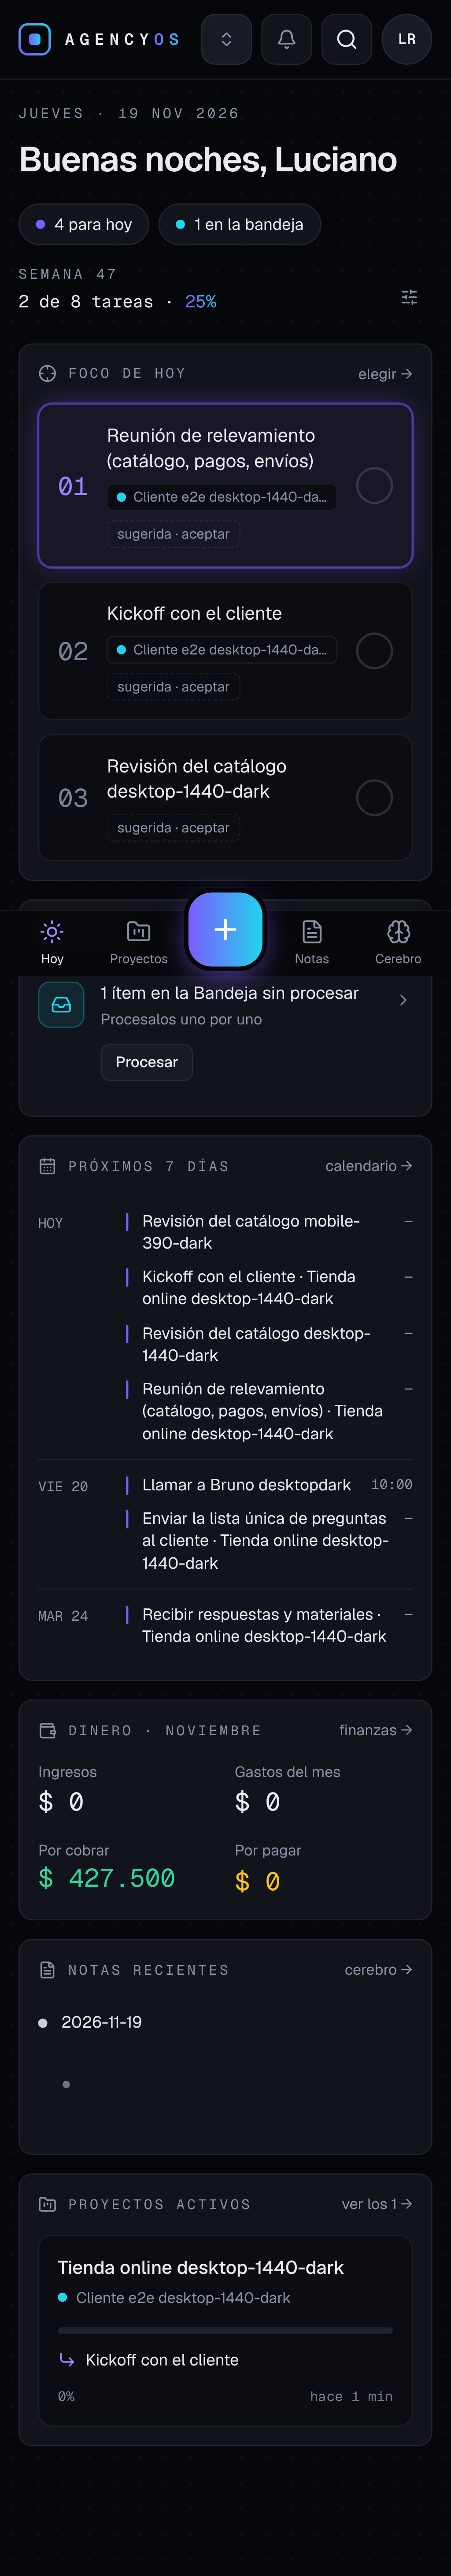 AGENCYOS
LR
JUEVES · 19 NOV 2026
Buenas noches, Luciano
4 para hoy
1 en la bandeja
SEMANA 47
2 de 8 tareas · 25%
FOCO DE HOY
elegir →
01
Reunión de relevamiento
(catálogo, pagos, envíos)
Cliente e2e desktop-1440-da…
sugerida · aceptar
02
Kickoff con el cliente
Cliente e2e desktop-1440-da…
sugerida · aceptar
03
Revisión del catálogo
desktop-1440-dark
sugerida · aceptar
Hoy
Proyectos
+
Notas
Cerebro
1 ítem en la Bandeja sin procesar
Procesalos uno por uno
Procesar
PRÓXIMOS 7 DÍAS
calendario →
HOY
Revisión del catálogo mobile-
390-dark
–
Kickoff con el cliente · Tienda
online desktop-1440-dark
–
Revisión del catálogo desktop-
1440-dark
–
Reunión de relevamiento
(catálogo, pagos, envíos) · Tienda
online desktop-1440-dark
–
VIE 20
Llamar a Bruno desktopdark
10:00
Enviar la lista única de preguntas
al cliente · Tienda online desktop-
1440-dark
–
MAR 24
Recibir respuestas y materiales ·
Tienda online desktop-1440-dark
–
DINERO · NOVIEMBRE
finanzas →
Ingresos
$ 0
Gastos del mes
$ 0
Por cobrar
$ 427.500
Por pagar
$ 0
NOTAS RECIENTES
cerebro →
2026-11-19
PROYECTOS ACTIVOS
ver los 1 →
Tienda online desktop-1440-dark
Cliente e2e desktop-1440-dark
Kickoff con el cliente
0%
hace 1 min